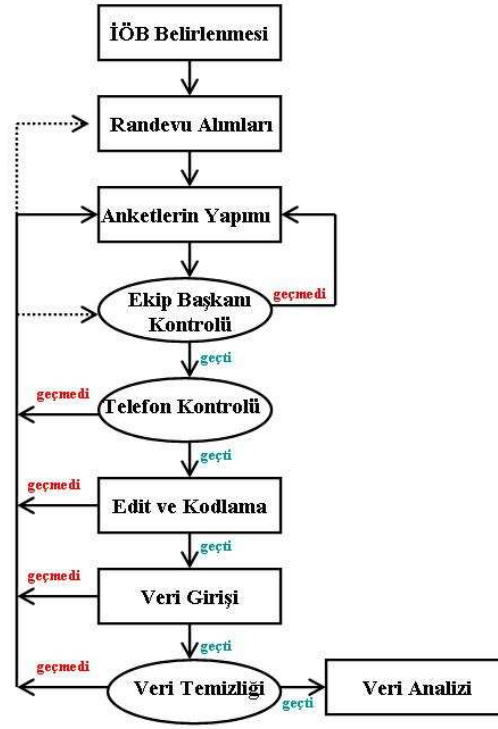 İÖB Belirlenmesi
Randevu Alımları
Anketlerin Yapımı
geçmedi
Ekip Başkanı
Kontrolü
geçti
geçmedi
Telefon Kontrolü
geçti
geçmedi
Edit ve Kodlama
geçti
geçmedi
Veri Girişi
geçti
geçmedi
Veri Temizliği
geçti
Veri Analizi